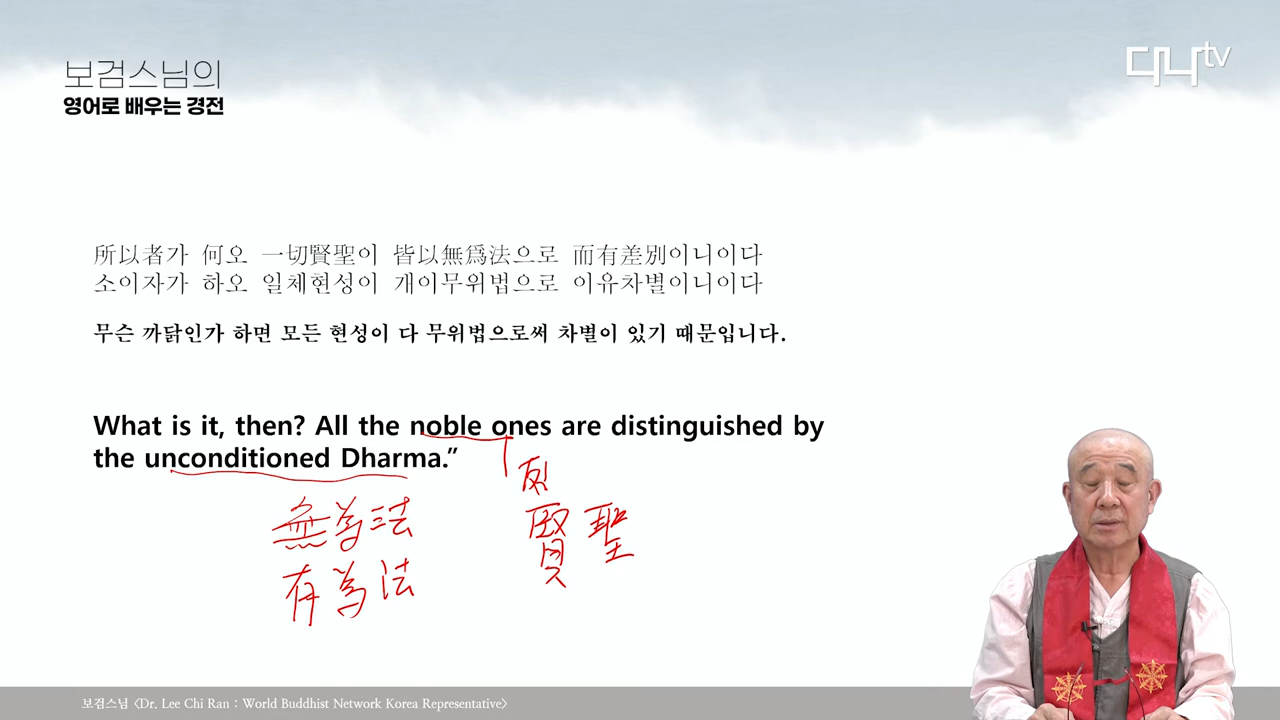 보검스님의
영어로 배우는 경전
다나tv
所以者가 何오 一切賢聖이 皆以無爲法으로 而有差別이니이다
소이자가 하오 일체현성이 개이무위법으로 이유차별이니이다
무슨 까닭인가 하면 모든 현성이 다 무위법으로써 차별이 있기 때문입니다.
What is it, then? All the noble ones are distinguished by
the unconditioned Dharma.”
無為法
賢聖
有為法
보검스님 〈Dr. Lee Chi Ran : World Buddhist Network Korea Representative〉